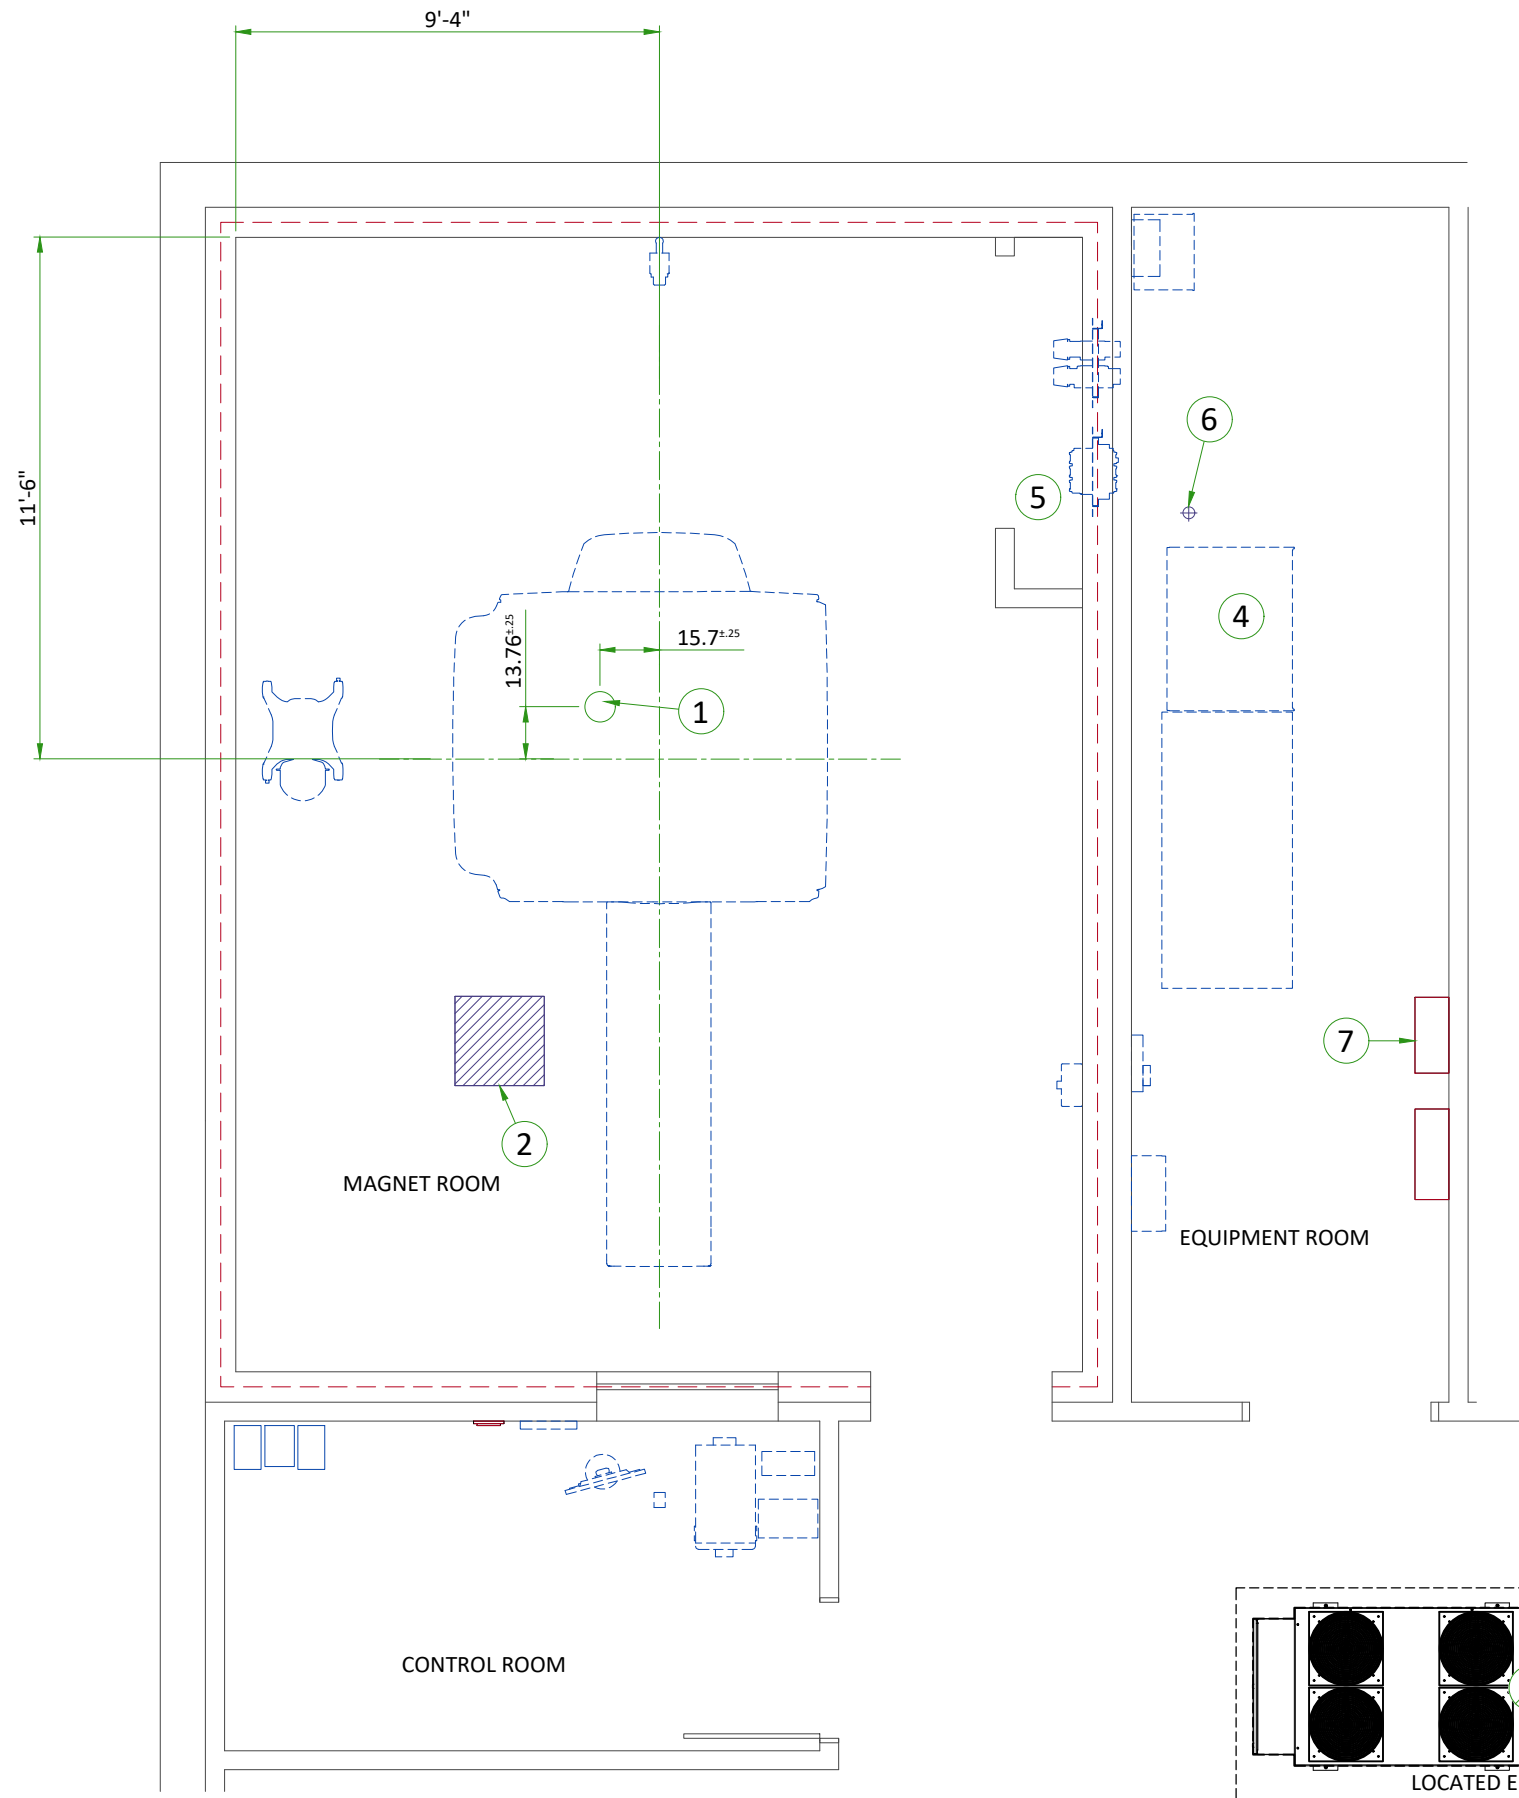 9'-4"
11'-6"
6
5
4
13.76±.25
15.7±.25
1
7
2
MAGNET ROOM
EQUIPMENT ROOM
CONTROL ROOM
LOCATED E